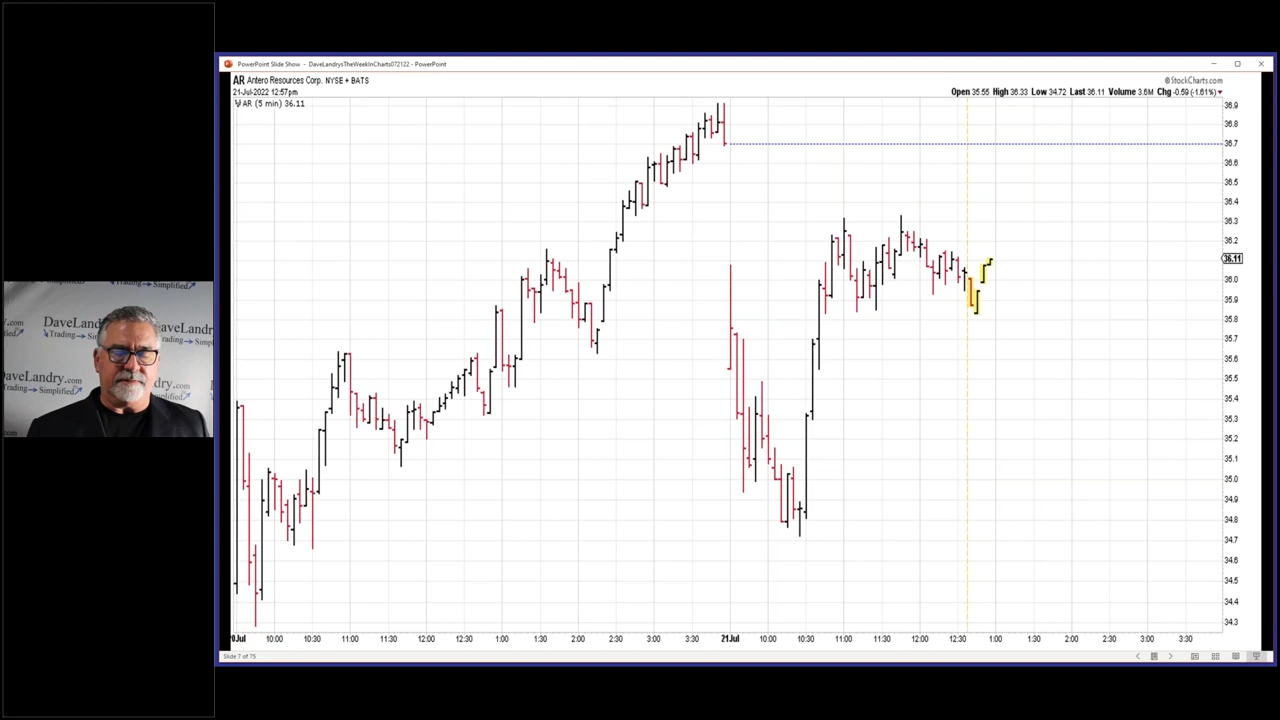 PowerPoint Slide Show - DaveLandrysTheWeekInCharts072122 - PowerPoint
AR Antero Resources Corp. NYSE + BATS
© StockCharts.com
21-Jul-2022 12:57pm
Open 35.55 High 36.33 Low 34.72 Last 36.11 Volume 3.6M Chg -0.59 (-1.61%)
AR (5 min) 36.11
36.9
36.8
36.7
36.6
36.5
36.4
36.3
36.2
36.11
36.0
35.9
35.8
35.7
35.6
35.5
35.4
35.3
35.2
35.1
35.0
34.9
34.8
34.7
34.6
34.5
34.4
34.3
20Jul 10:00 10:30 11:00 11:30 12:00 12:30 1:00 1:30 2:00 2:30 3:00 3:30 21Jul 10:00 10:30 11:00 11:30 12:00 12:30 1:00 1:30 2:00 2:30 3:00 3:30
Slide 7 of 75
DaveLandry
DaveLandry
Trading
DaveLandry.com
Simplified